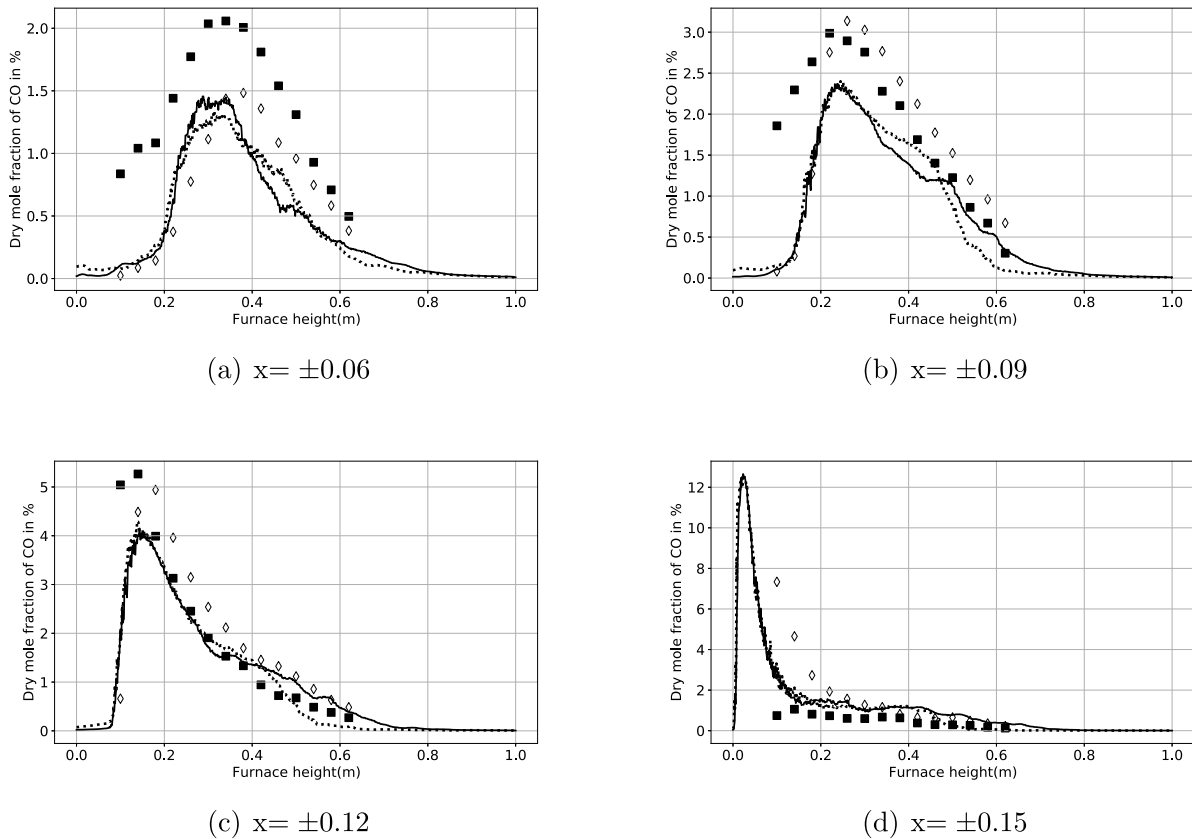 Dry mole fraction of CO in %
2.0
1.5
1.0
0.5
0.0
0.0 0.2 0.4 0.6 0.8 1.0
Furnace height(m)
(a) x= ±0.06
Dry mole fraction of CO in %
3.0
2.5
2.0
1.5
1.0
0.5
0.0
0.0 0.2 0.4 0.6 0.8 1.0
Furnace height(m)
(b) x= ±0.09
Dry mole fraction of CO in %
5
4
3
2
1
0
0.0 0.2 0.4 0.6 0.8 1.0
Furnace height(m)
(c) x= ±0.12
Dry mole fraction of CO in %
12
10
8
6
4
2
0
0.0 0.2 0.4 0.6 0.8 1.0
Furnace height(m)
(d) x= ±0.15